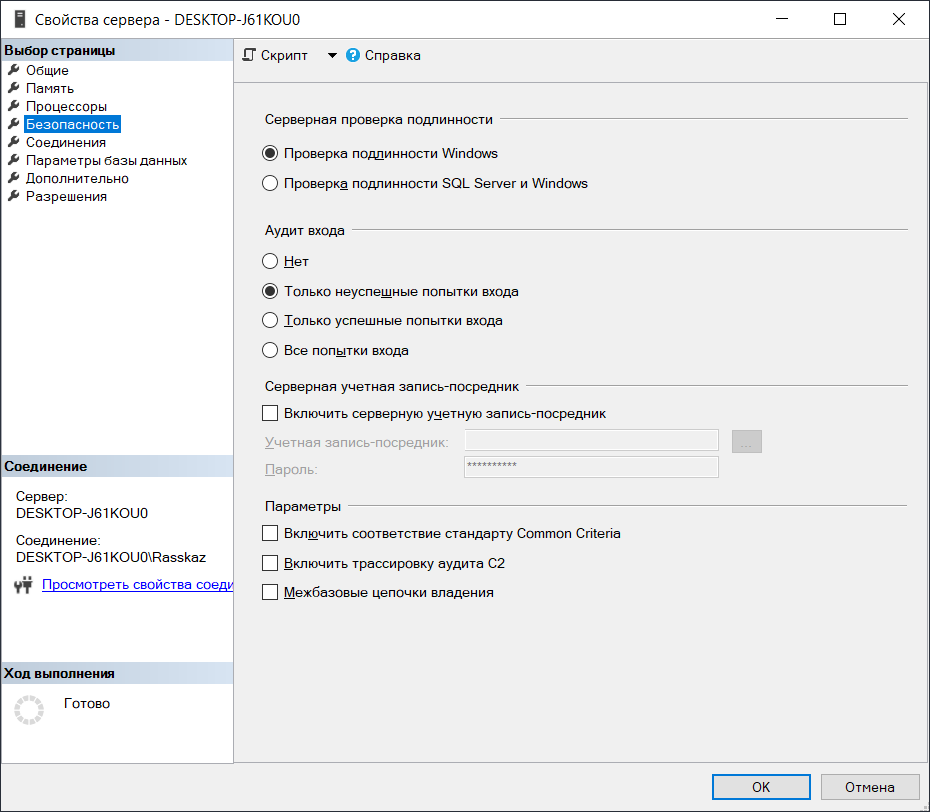 Свойства сервера - DESKTOP-J61KOU0
Выбор страницы
Общие
Память
Процессоры
Безопасность
Соединения
Параметры базы данных
Дополнительно
Разрешения
Соединение
Сервер:
DESKTOP-J61KOU0
Соединение:
DESKTOP-J61KOU0\Rasskaz
Просмотреть свойства соеди
Ход выполнения
Готово
Скрипт
Справка
Серверная проверка подлинности
Проверка подлинности Windows
Проверка подлинности SQL Server и Windows
Аудит входа
Нет
Только неуспешные попытки входа
Только успешные попытки входа
Все попытки входа
Серверная учетная запись-посредник
Включить серверную учетную запись-посредник
Учетная запись-посредник:
...
Пароль:
**********
Параметры
Включить соответствие стандарту Common Criteria
Включить трассировку аудита C2
Межбазовые цепочки владения
OK
Отмена